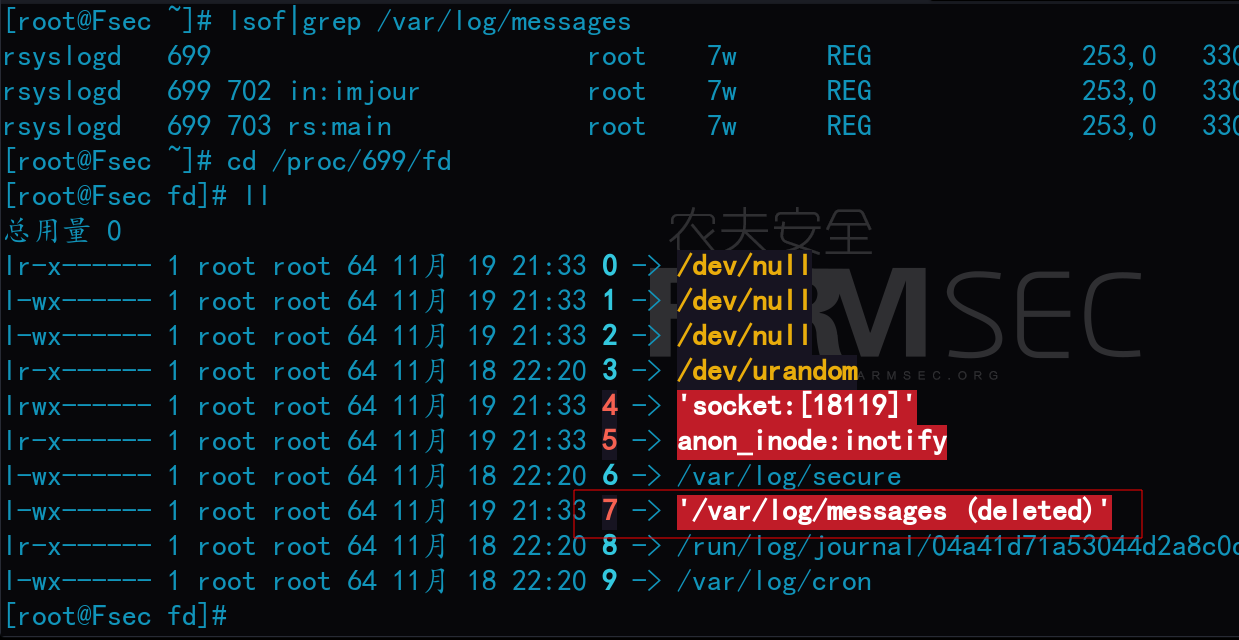 [root@Fsec ~]# lsof|grep /var/log/messages
rsyslogd 699 root 7w REG 253,0 330
rsyslogd 699 702 in:imjour root 7w REG 253,0 330
rsyslogd 699 703 rs:main root 7w REG 253,0 330
[root@Fsec ~]# cd /proc/699/fd
[root@Fsec fd]# ll
总用量 0
农夫安全
lr-x------ 1 root root 64 11月 19 21:33 0 -> /dev/null
l-wx------ 1 root root 64 11月 19 21:33 1 -> /dev/null
l-wx------ 1 root root 64 11月 19 21:33 2 -> /dev/null
RMSEC
lr-x------ 1 root root 64 11月 18 22:20 3 -> /dev/urandom
ARMSEC.ORG
lrwx------ 1 root root 64 11月 19 21:33 4 -> 'socket:[18119]'
lr-x------ 1 root root 64 11月 19 21:33 5 -> anon_inode:inotify
l-wx------ 1 root root 64 11月 18 22:20 6 -> /var/log/secure
l-wx------ 1 root root 64 11月 19 21:33 7 -> '/var/log/messages (deleted)'
lr-x------ 1 root root 64 11月 18 22:20 8 -> /run/log/journal/04a41d71a53044d2a8c0c
l-wx------ 1 root root 64 11月 18 22:20 9 -> /var/log/cron
[root@Fsec fd]#